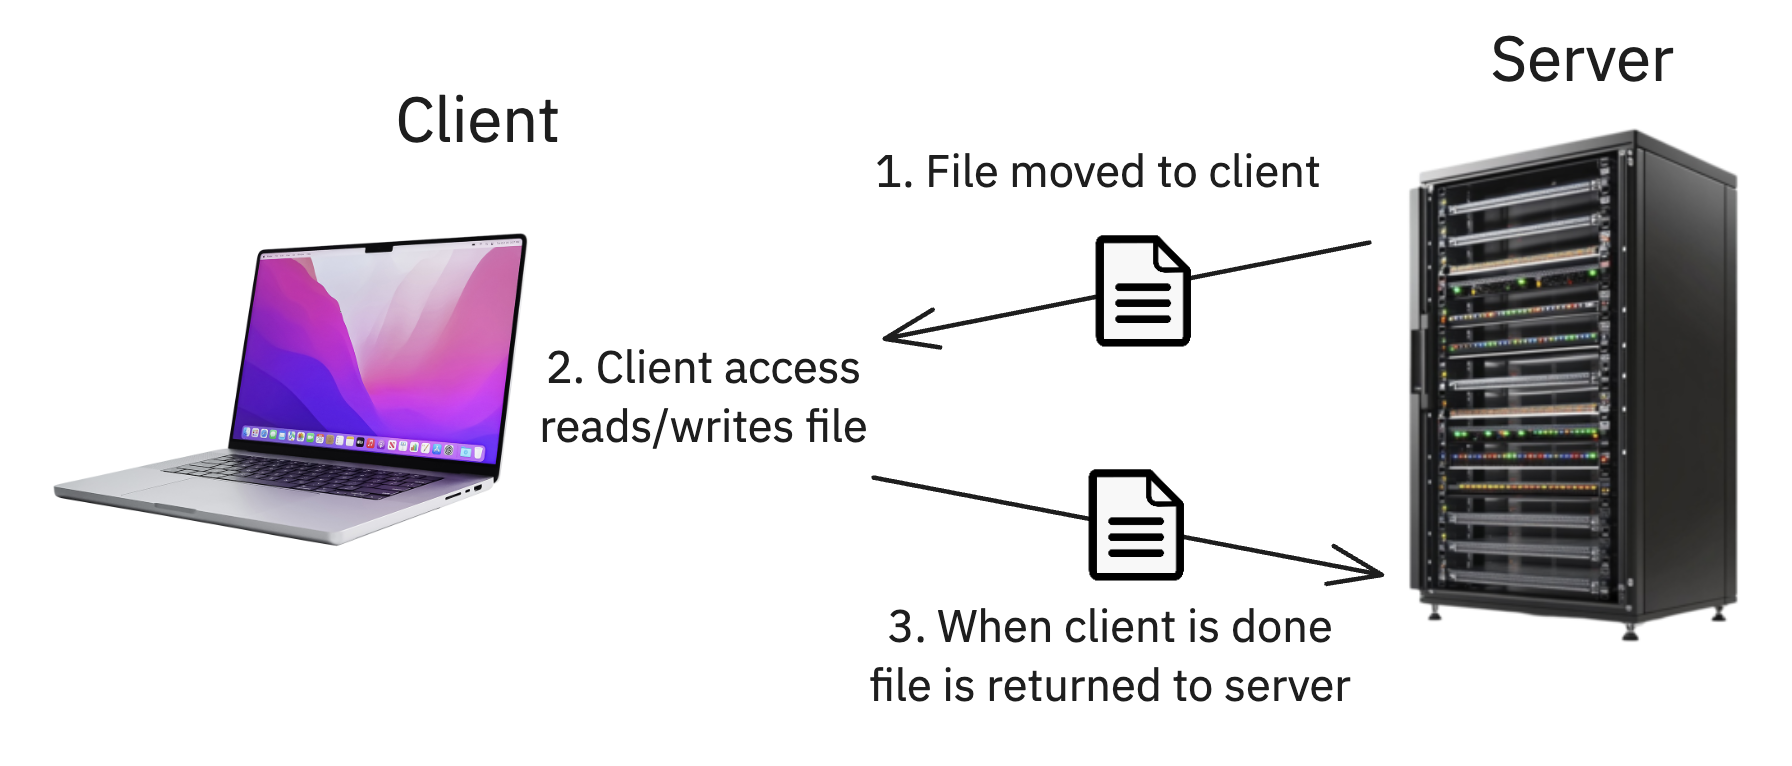 Server
Client
1. File moved to client
2. Client access
reads/writes file
3. When client is done
file is returned to server